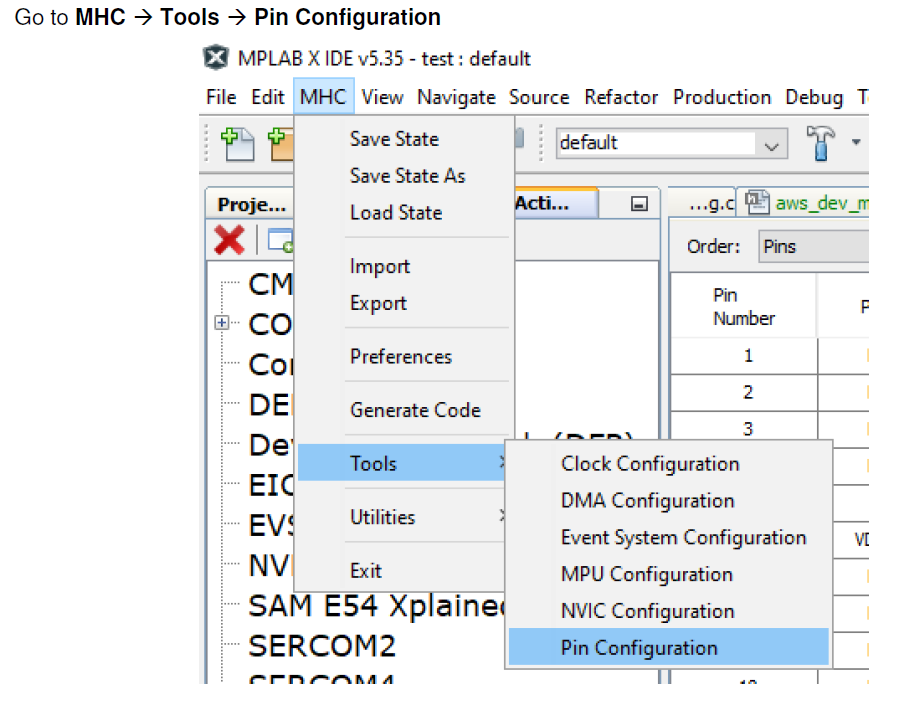 Go to MHC → Tools → Pin Configuration
MPLAB X IDE v5.35 - test : default
File Edit MHC View Navigate Source Refactor Production Debug
Save State
default
Save State As
Proje...
Acti...
...g.c
aws_dev_m
Load State
Order: Pins
Import
Pin
Number
Export
1
Preferences
2
Generate Code
3
Tools
Clock Configuration
DMA Configuration
Utilities
Event System Configuration
Exit
MPU Configuration
NVIC Configuration
Pin Configuration
CM
CO
Co
DE
De
EIC
EVS
NV
SAM E54 Xplaine
SERCOM2
SERCOM4